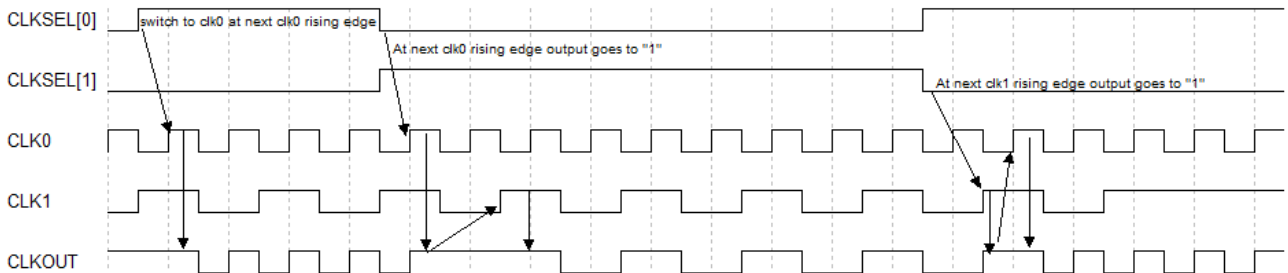 CLKSEL[0]
switch to clk0 at next clk0 rising edge
At next clk0 rising edge output goes to "1"
CLKSEL[1]
At next clk1 rising edge output goes to "1"
CLK0
CLK1
CLKOUT